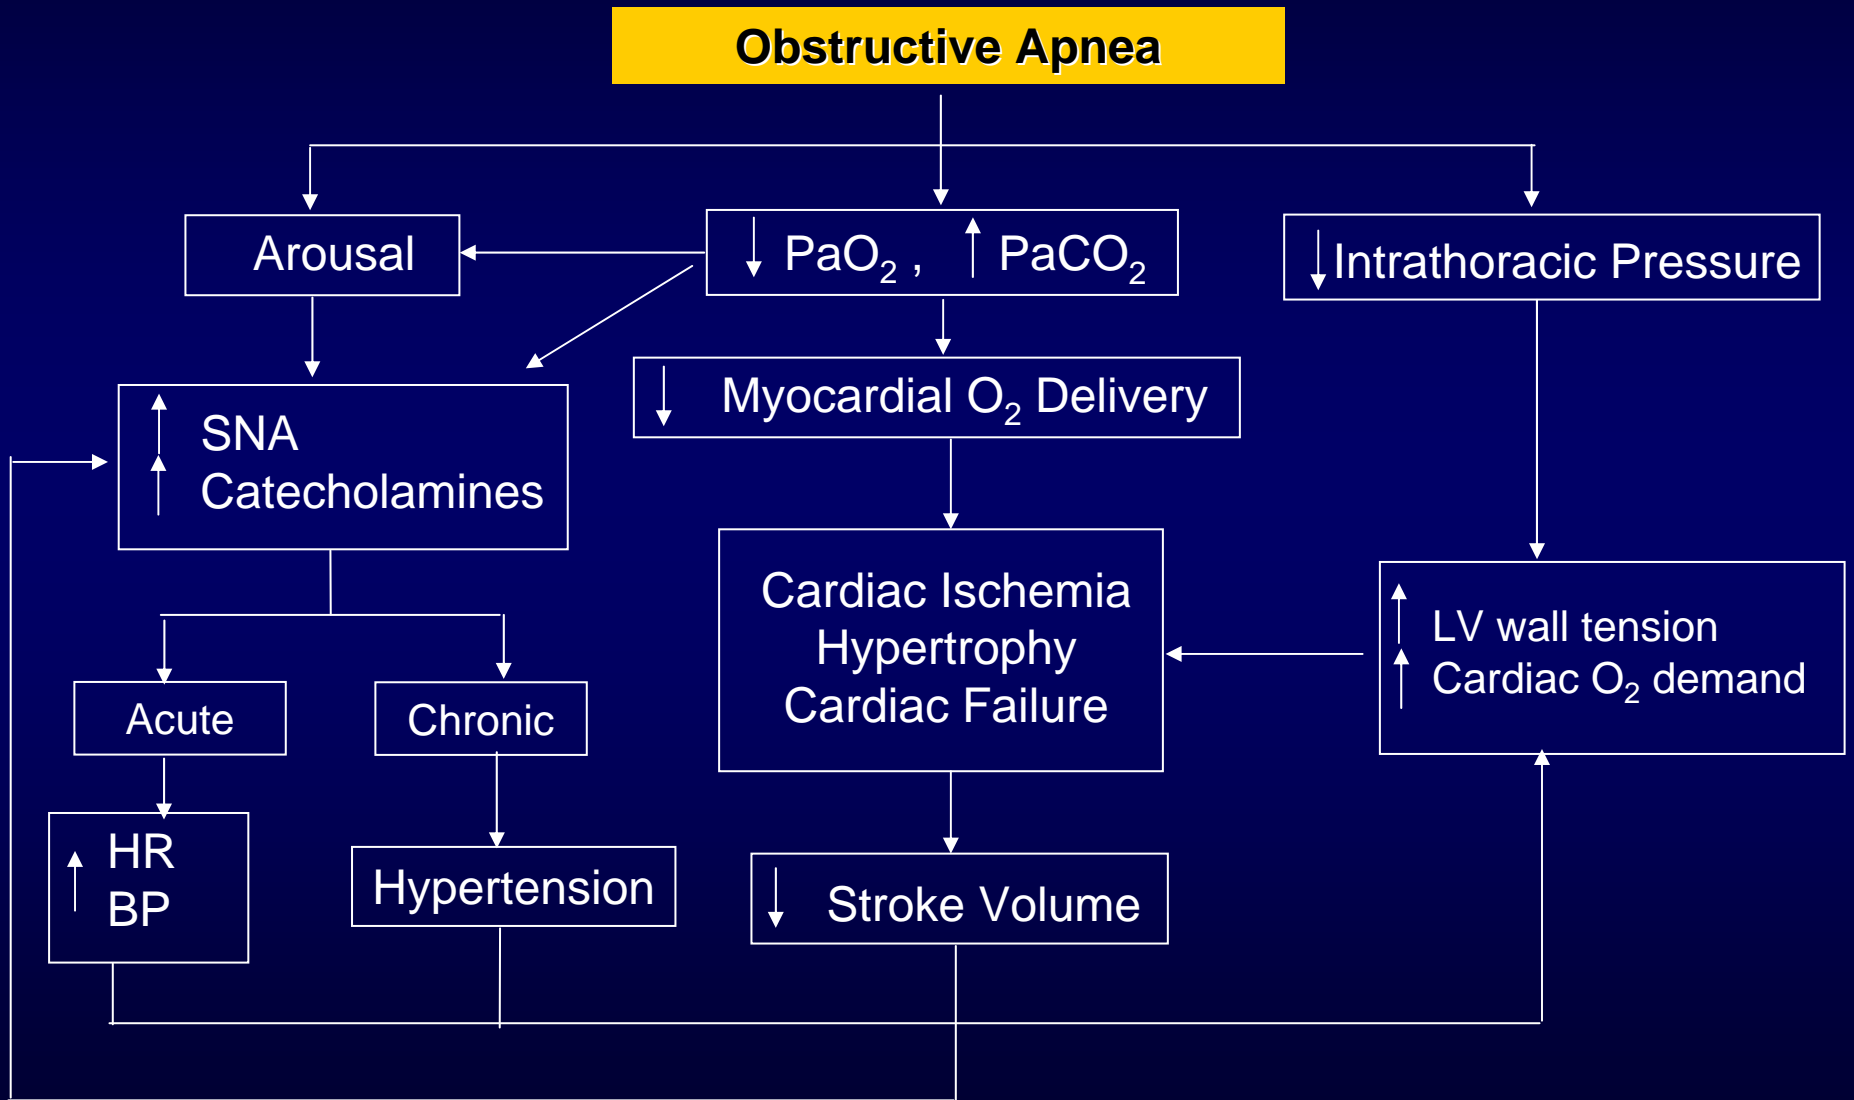 Obstructive Apnea
Arousal
↓ PaO₂ , ↑ PaCO₂
↓ Intrathoracic Pressure
↓ Myocardial O₂ Delivery
↑ SNA
↑ Catecholamines
Cardiac Ischemia
Hypertrophy
Cardiac Failure
↑ LV wall tension
↑ Cardiac O₂ demand
Acute
Chronic
↑ HR
BP
Hypertension
↓ Stroke Volume